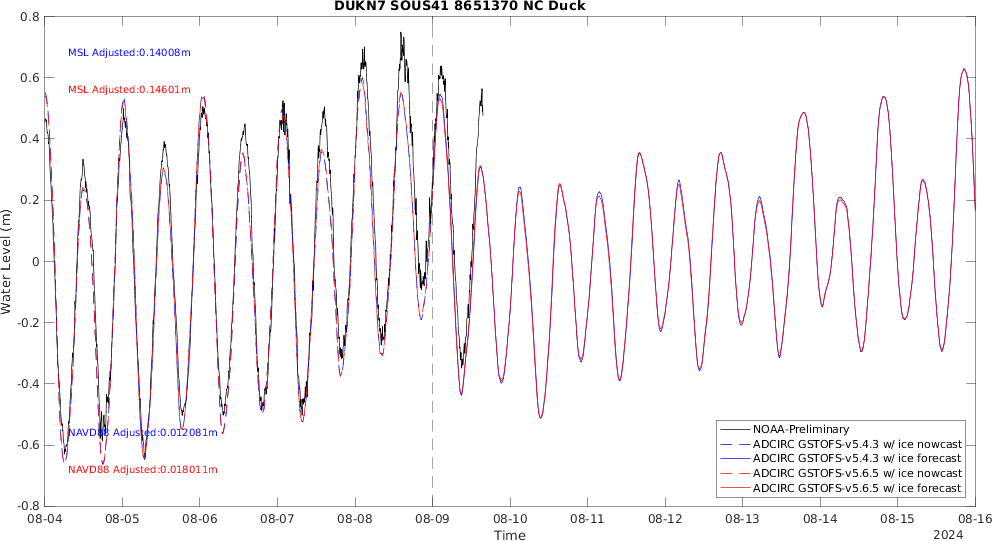 DUKN7 SOUS41 8651370 NC Duck
0.8
0.6
0.4
0.2
0
-0.2
-0.4
-0.6
-0.8
Water Level (m)
MSL Adjusted:0.14008m
MSL Adjusted:0.14601m
NAVD88 Adjusted:0.012081m
NAVD88 Adjusted:0.018011m
NOAA-Preliminary
ADCIRC GSTOFS-v5.4.3 w/ ice nowcast
ADCIRC GSTOFS-v5.4.3 w/ ice forecast
ADCIRC GSTOFS-v5.6.5 w/ ice nowcast
ADCIRC GSTOFS-v5.6.5 w/ ice forecast
08-04 08-05 08-06 08-07 08-08 08-09 08-10 08-11 08-12 08-13 08-14 08-15 08-16
Time
2024